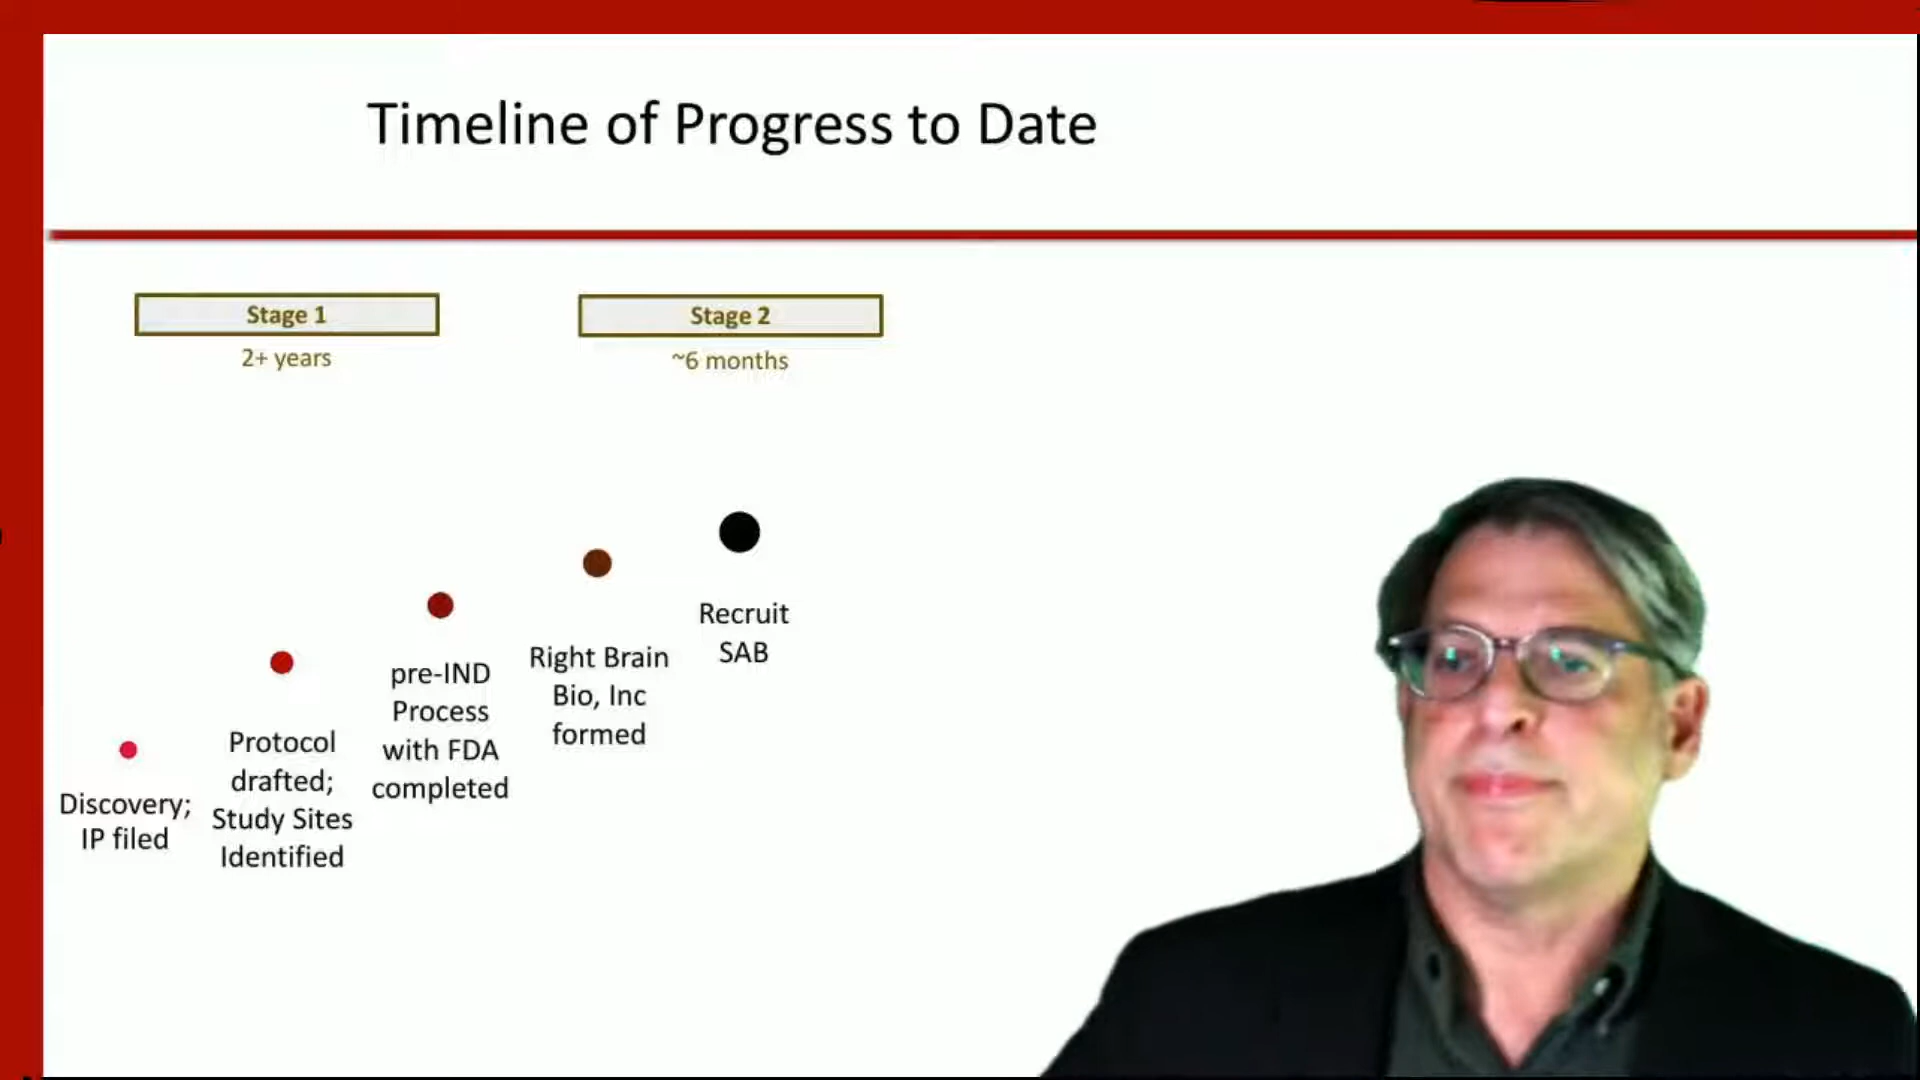 Timeline of Progress to Date
Stage 1
2+ years
Stage 2
~6 months
Discovery;
IP filed
Protocol
drafted;
Study Sites
Identified
pre-IND
Process
with FDA
completed
Right Brain
Bio, Inc
formed
Recruit
SAB